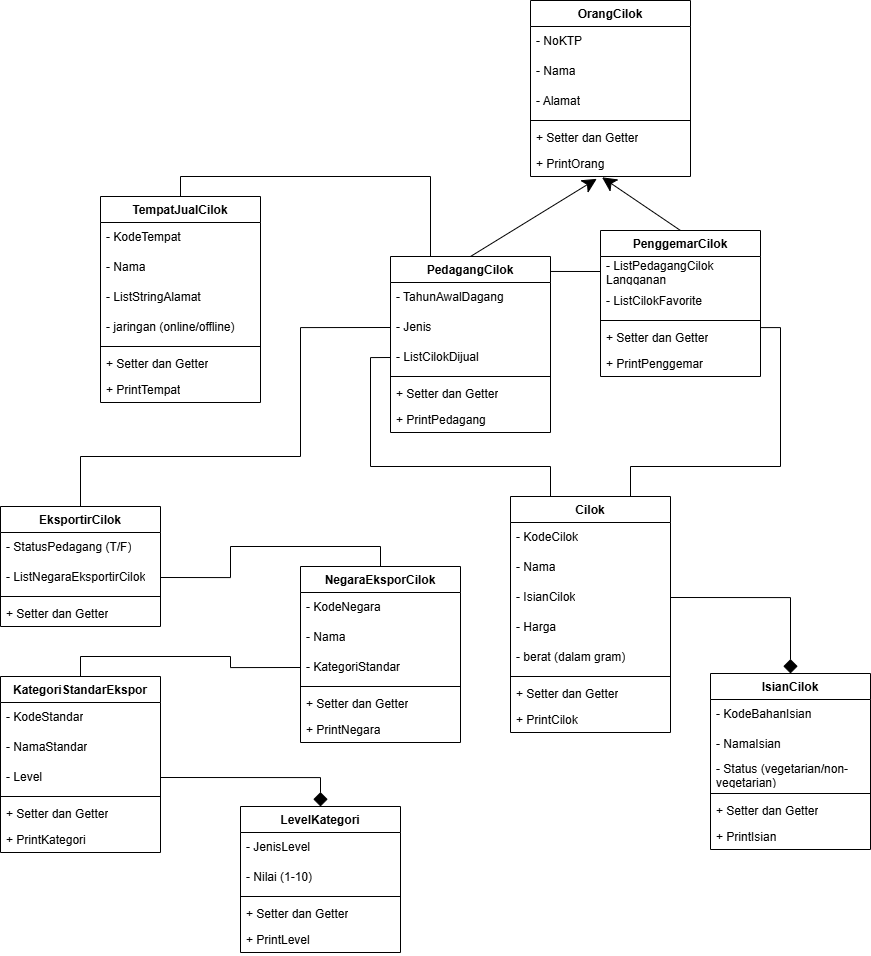 OrangCilok
- NoKTP
- Nama
- Alamat
+ Setter dan Getter
+ PrintOrang
TempatJualCilok
- KodeTempat
- Nama
- ListStringAlamat
- jaringan (online/offline)
+ Setter dan Getter
+ PrintTempat
PedagangCilok
- TahunAwalDagang
- Jenis
- ListCilokDijual
+ Setter dan Getter
+ PrintPedagang
PenggemarCilok
- ListPedagangCilok
Langganan
- ListCilokFavorite
+ Setter dan Getter
+ PrintPenggemar
EksportirCilok
- StatusPedagang (T/F)
- ListNegaraEksportirCilok
+ Setter dan Getter
NegaraEksporCilok
- KodeNegara
- Nama
- KategoriStandar
+ Setter dan Getter
+ PrintNegara
Cilok
- KodeCilok
- Nama
- IsianCilok
- Harga
- berat (dalam gram)
+ Setter dan Getter
+ PrintCilok
KategoriStandarEkspor
- KodeStandar
- NamaStandar
- Level
+ Setter dan Getter
+ PrintKategori
IsianCilok
- KodeBahanIsian
- NamaIsian
- Status (vegetarian/non-
vegetarian)
+ Setter dan Getter
+ PrintIsian
LevelKategori
- JenisLevel
- Nilai (1-10)
+ Setter dan Getter
+ PrintLevel